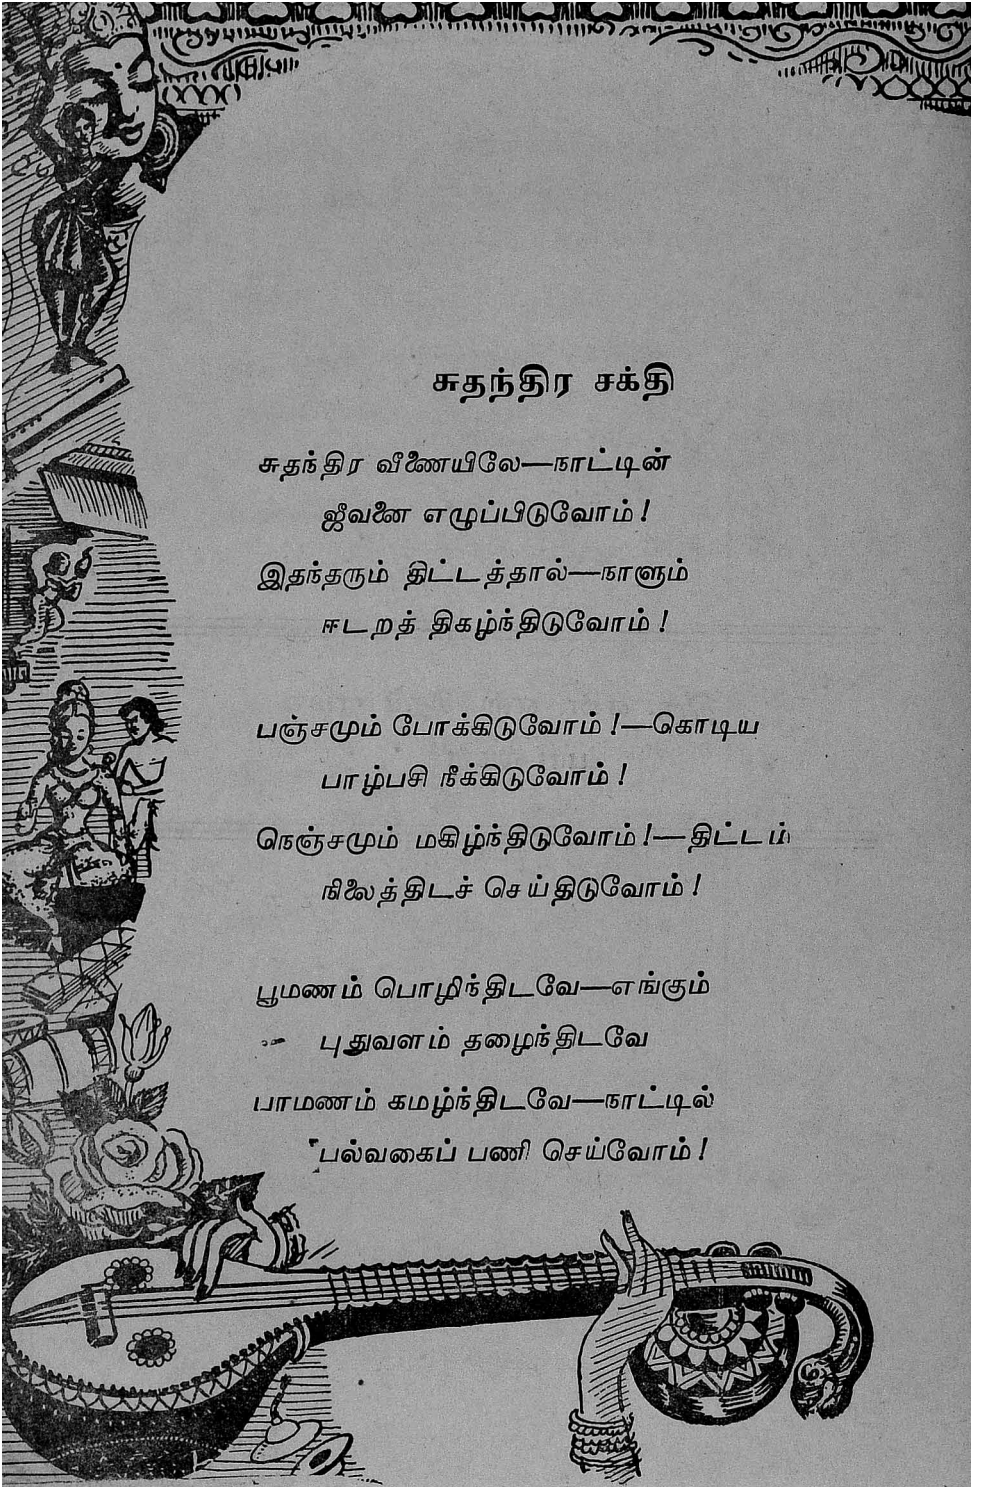 சுதந்திர சக்தி
சுதந்திர வீணையிலே—நாட்டின்
ஜீவனை எழுப்பிடுவோம்!
இதந்தரும் திட்டத்தால்—நாளும்
ஈடறத் திகழ்ந்திடுவோம்!
பஞ்சமும் போக்கிடுவோம்!—கொடிய
பாழ்பசி நீக்கிடுவோம்!
நெஞ்சமும் மகிழ்ந்திடுவோம்!—திட்டம்
நிலைத்திடச் செய்திடுவோம்!
பூமணம் பொழிந்திடவே—எங்கும்
புதுவளம் தழைந்திடவே
பாமணம் கமழ்ந்திடவே—நாட்டில்
பல்வகைப் பணி செய்வோம்!